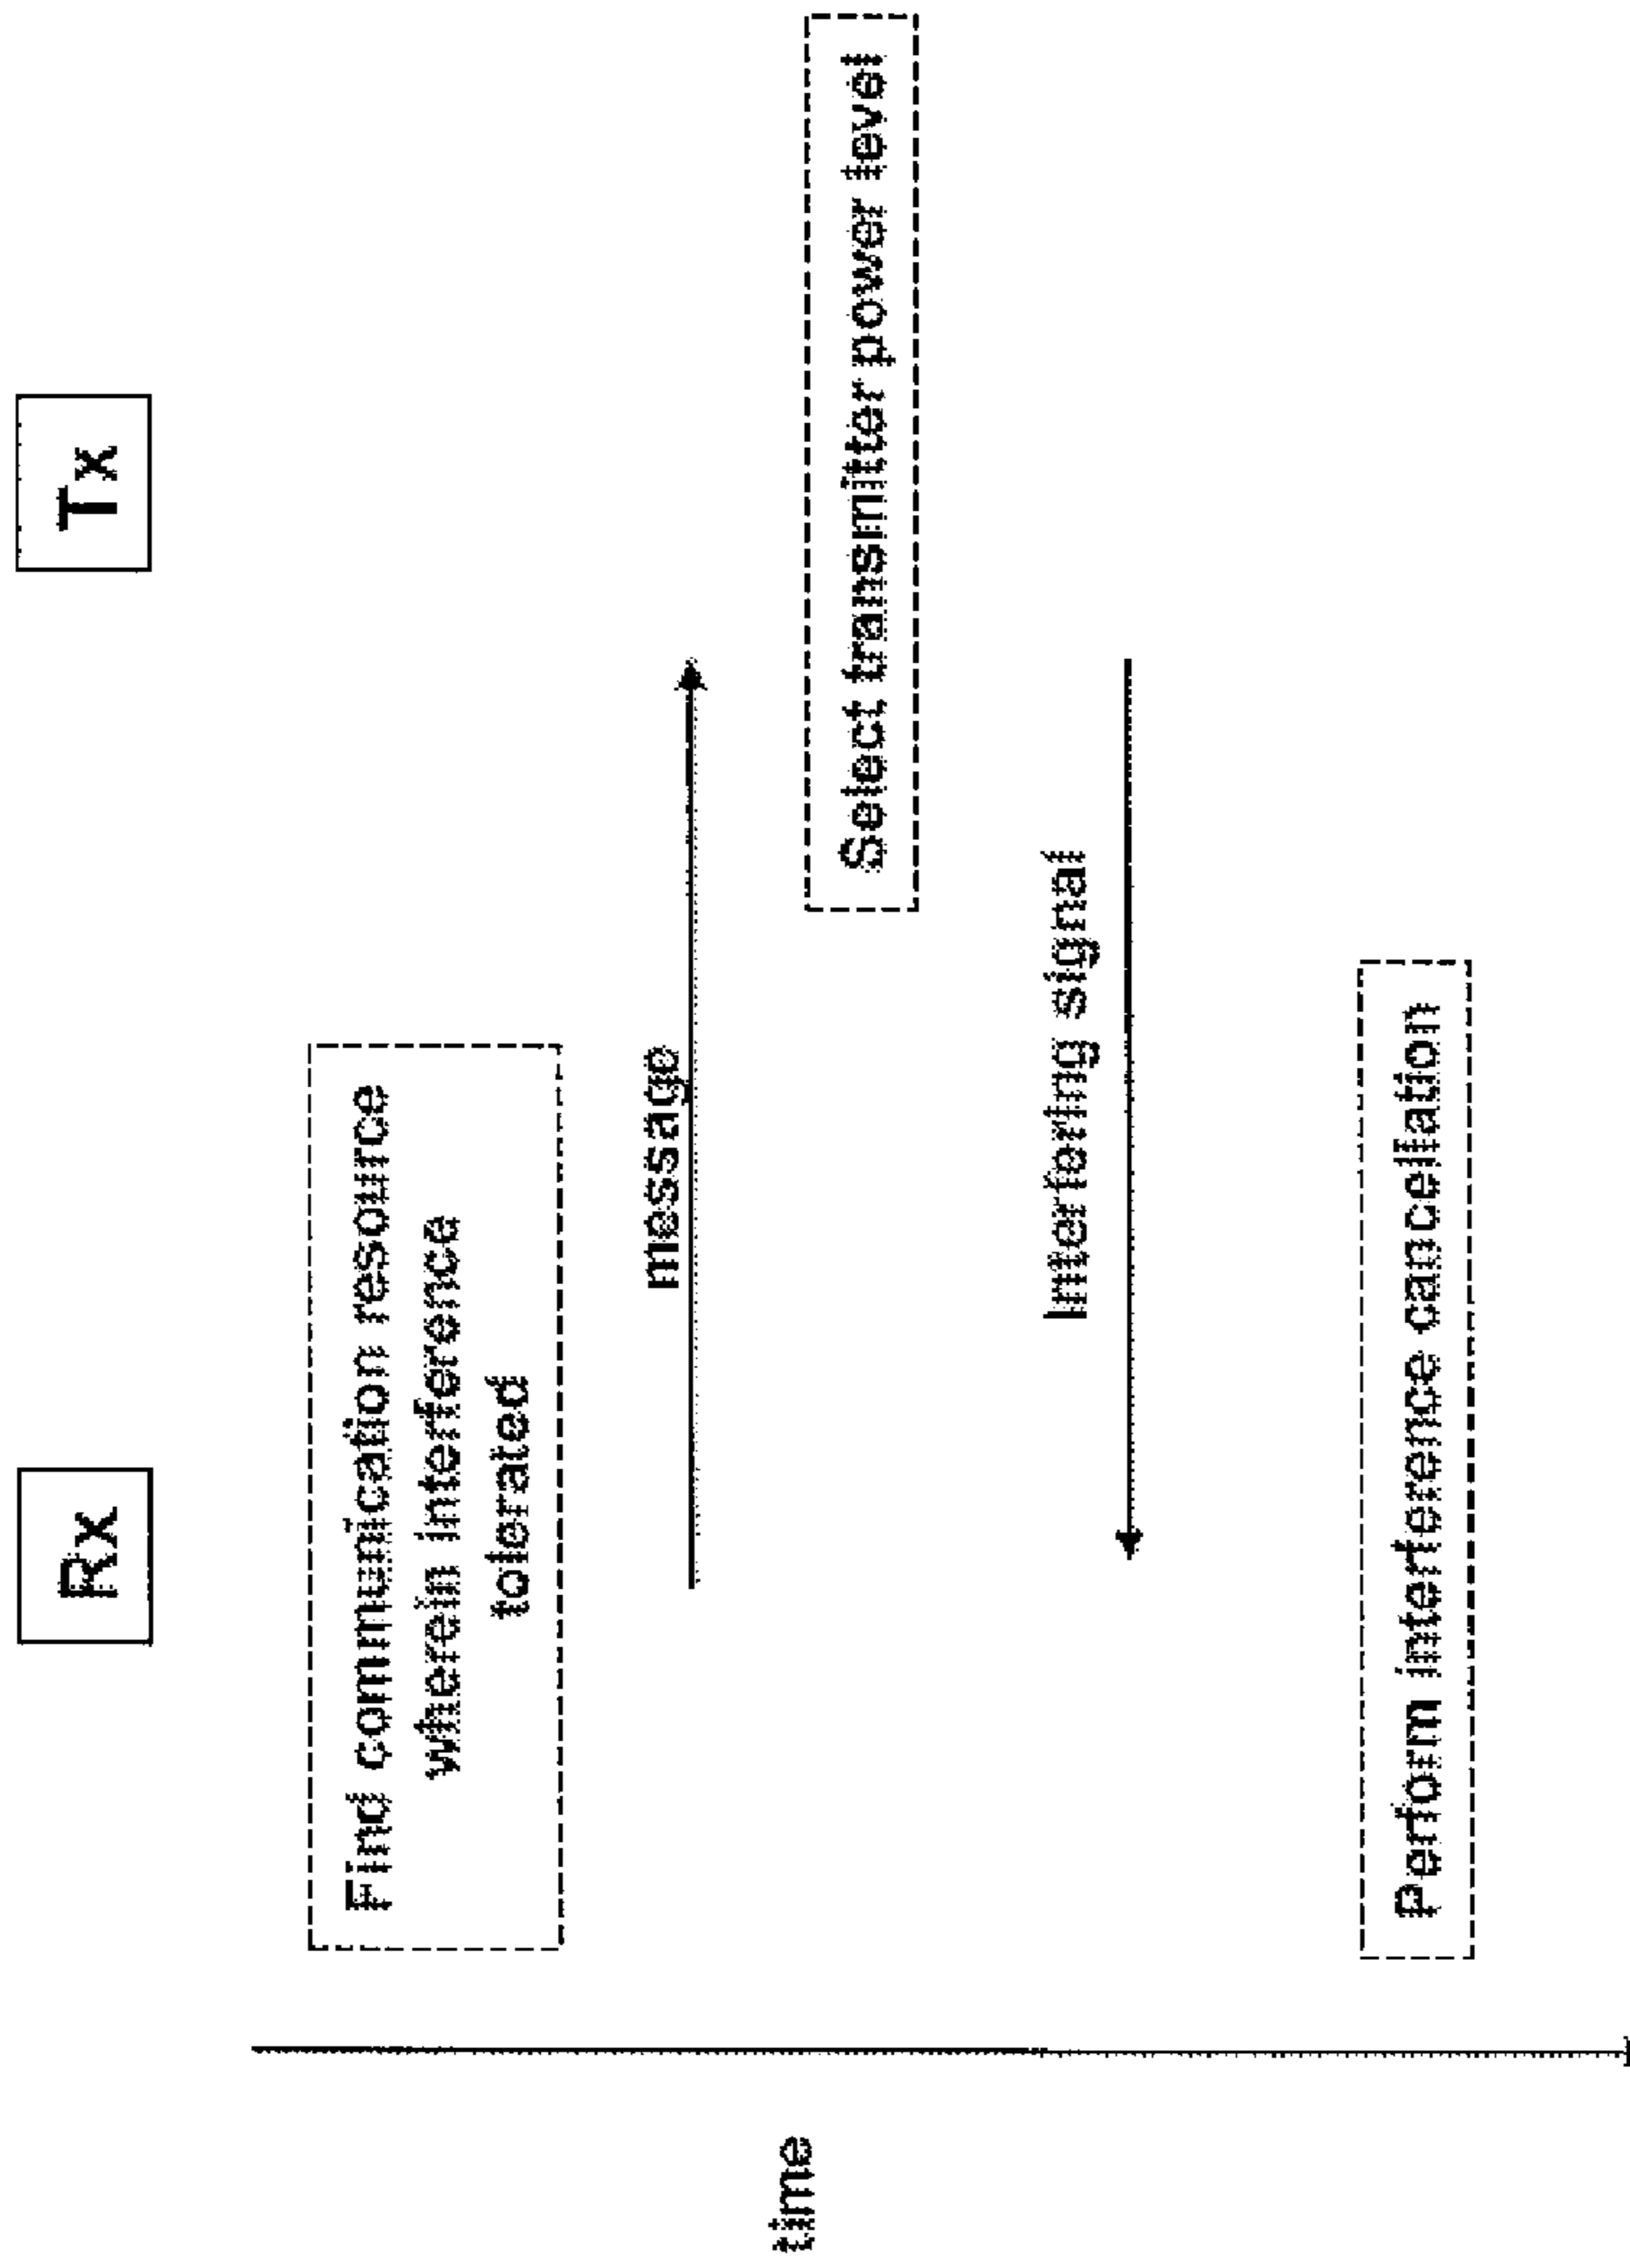 Rx
Tx
Find communication resource
wherein interference
tolerated
message
Select transmitter power level
Interfering signal
Perform interference cancellation
time